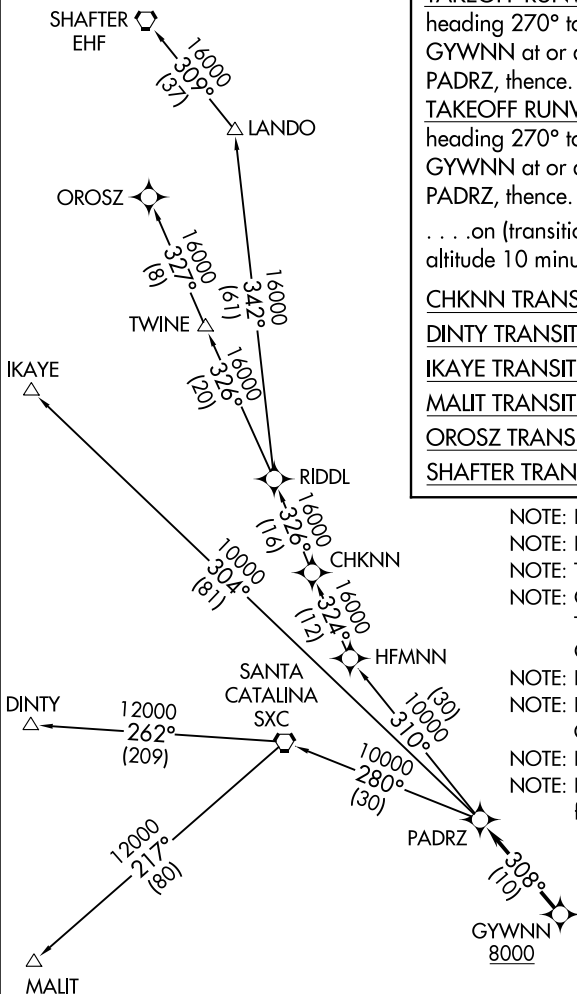 TAKEOFF RUNW
heading 270° to
GYWNN at or a
PADRZ, thence.
TAKEOFF RUNW
heading 270° to
GYWNN at or a
PADRZ, thence.
. . . .on (transitio
altitude 10 minu
CHKNN TRANS
DINTY TRANSIT
IKAYE TRANSIT
MALIT TRANSIT
OROSZ TRANS
SHAFTER TRAN
SHAFTER
EHF
16000
309°
(37)
LANDO
OROSZ
16000
327°
(8)
16000
342°
(61)
TWINE
16000
326°
(20)
IKAYE
RIDDL
16000
326°
(16)
CHKNN
10000
304°
(81)
16000
324°
(12)
HFMNN
SANTA
CATALINA
SXC
(30)
10000
310°
DINTY
12000
262°
(209)
10000
280°
(30)
PADRZ
12000
217°
(80)
308°
(10)
GYWNN
8000
MALIT
NOTE:
NOTE:
NOTE: T
NOTE:
NOTE:
NOTE:
NOTE:
NOTE: